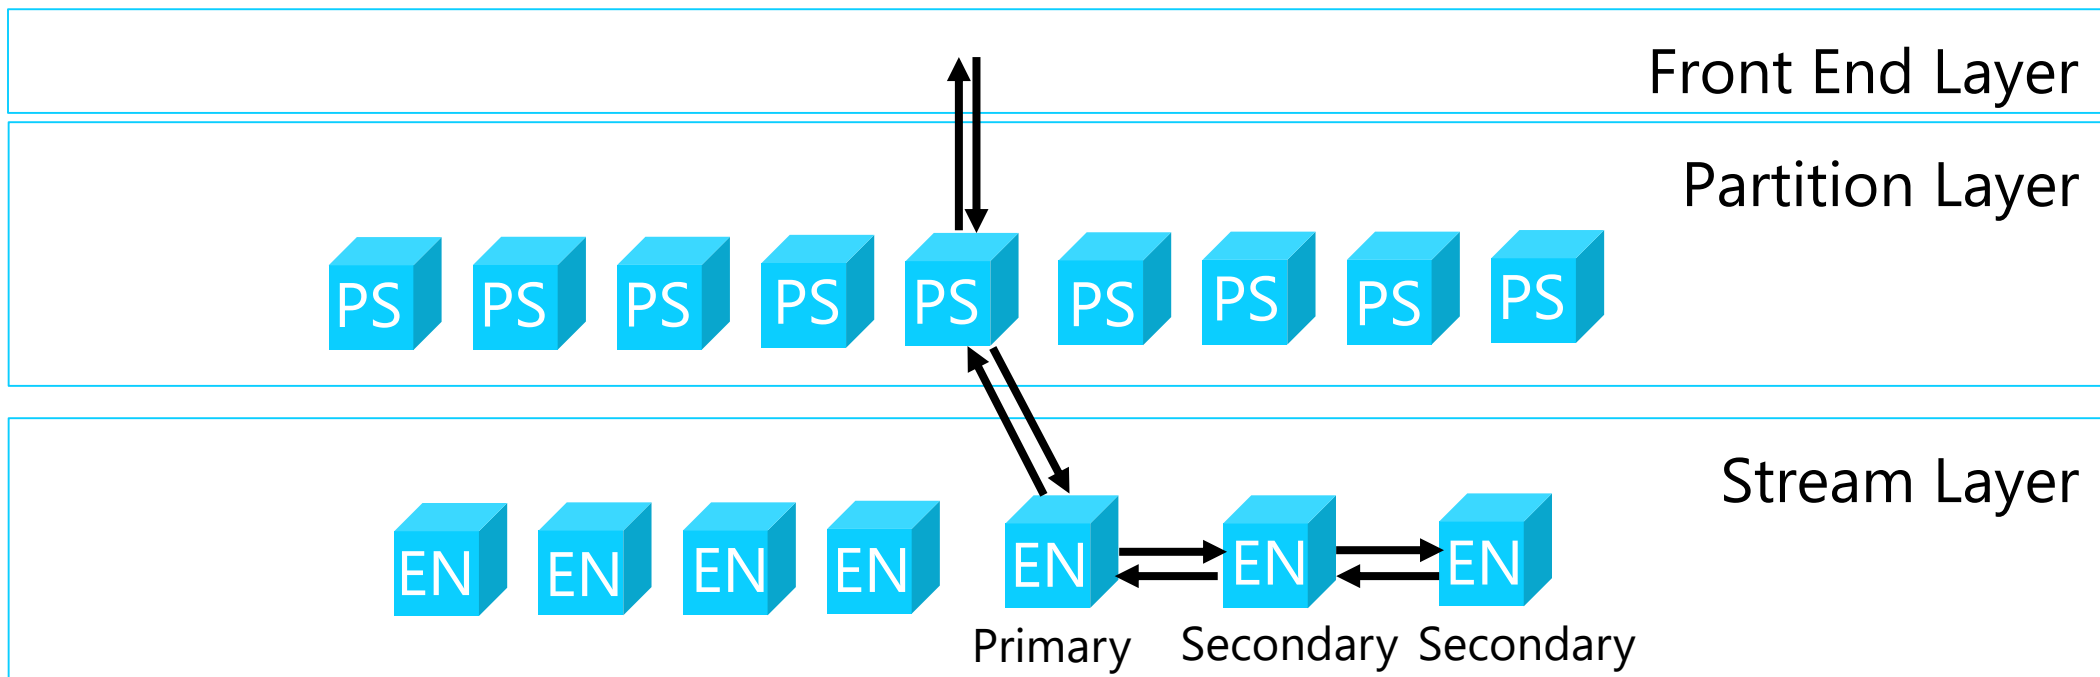 Front End Layer
Partition Layer
PS PS PS PS PS PS PS PS PS
Stream Layer
EN EN EN EN EN EN EN
Primary Secondary Secondary